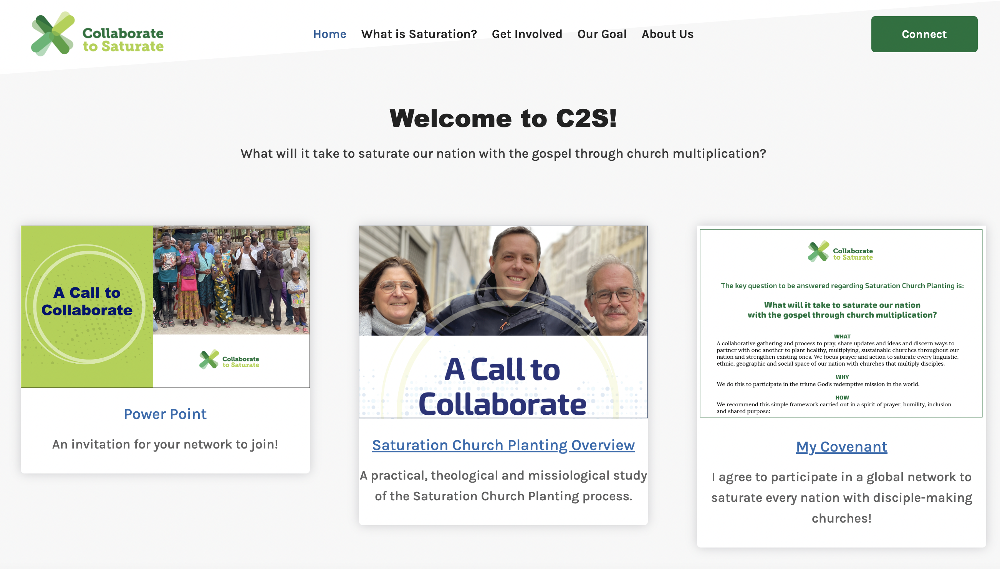 Collaborate
to Saturate
Home What is Saturation? Get Involved Our Goal About Us
Connect
Welcome to C2S!
What will it take to saturate our nation with the gospel through church multiplication?
A Call to
Collaborate
Collaborate
to Saturate
Power Point
An invitation for your network to join!
A Call to
Collaborate
Saturation Church Planting Overview
A practical, theological and missiological study
of the Saturation Church Planting process.
Collaborate
to Saturate
The key question to be answered regarding Saturation Church Planting is:
What will it take to saturate our nation
with the gospel through church multiplication?
WHAT
A collaborative gathering and process to pray, share updates and ideas and discern ways to
partner with one another to plant healthy, multiplying, sustainable churches throughout our
nation and strengthen existing ones. We focus prayer and action to saturate every linguistic,
ethnic, geographic and social space of our nation with churches that multiply disciples.
WHY
We do this to participate in the triune God's redemptive mission in the world.
HOW
We recommend this simple framework carried out in a spirit of prayer, humility, inclusion
and shared purpose:
My Covenant
I agree to participate in a global network to
saturate every nation with disciple-making
churches!